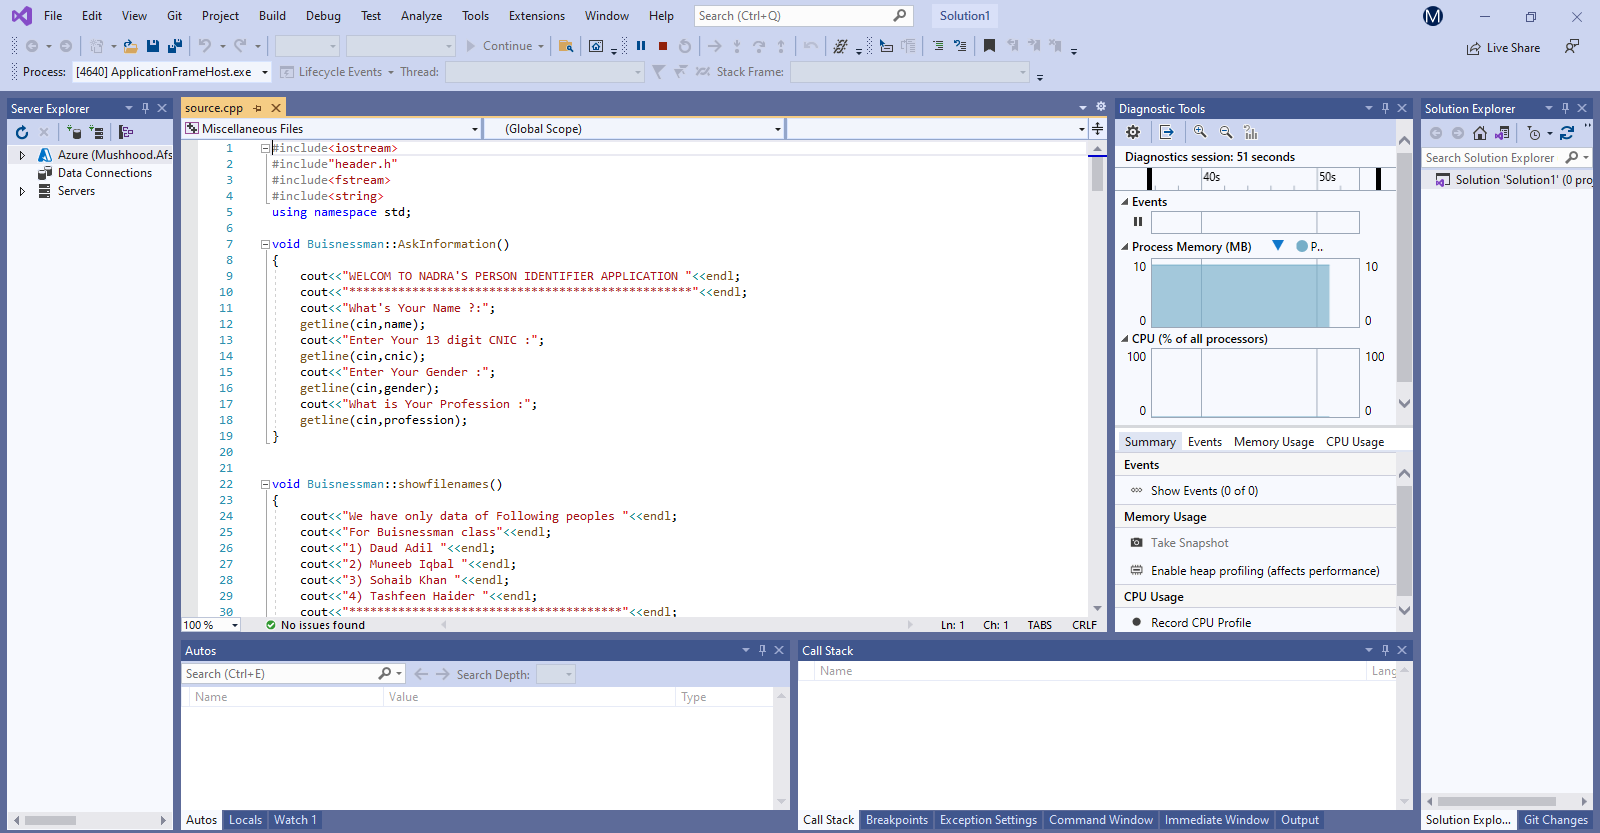 File Edit View Git Project Build Debug Test Analyze Tools Extensions Window Help Search (Ctrl+Q) Solution1 M
Continue Live Share
Process: [4640] ApplicationFrameHost.exe Lifecycle Events Thread: Stack Frame:
Server Explorer
Azure (Mushhood.Afs
Data Connections
Servers
source.cpp
Miscellaneous Files (Global Scope)
1 #include<iostream>
2 #include"header.h"
3 #include<fstream>
4 #include<string>
5 using namespace std;
6
7 void Buisnessman::AskInformation()
8 {
9 cout<<"WELCOM TO NADRA'S PERSON IDENTIFIER APPLICATION "<<endl;
10 cout<<"*************************************************"<<endl;
11 cout<<"What's Your Name ?:";
12 getline(cin,name);
13 cout<<"Enter Your 13 digit CNIC :";
14 getline(cin,cnic);
15 cout<<"Enter Your Gender :";
16 getline(cin,gender);
17 cout<<"What is Your Profession :";
18 getline(cin,profession);
19 }
20
21
22 void Buisnessman::showfilenames()
23 {
24 cout<<"We have only data of Following peoples "<<endl;
25 cout<<"For Buisnessman class"<<endl;
26 cout<<"1) Daud Adil "<<endl;
27 cout<<"2) Muneeb Iqbal "<<endl;
28 cout<<"3) Sohaib Khan "<<endl;
29 cout<<"4) Tashfeen Haider "<<endl;
30 cout<<"***************************************"<<endl;
100 % No issues found Ln: 1 Ch: 1 TABS CRLF
Diagnostic Tools
Diagnostics session: 51 seconds
40s 50s
Events
Process Memory (MB) P..
10 10
0 0
CPU (% of all processors)
100 100
0 0
Summary Events Memory Usage CPU Usage
Events
Show Events (0 of 0)
Memory Usage
Take Snapshot
Enable heap profiling (affects performance)
CPU Usage
Record CPU Profile
Solution Explorer
Search Solution Explorer
Solution 'Solution1' (0 pro
Autos
Search (Ctrl+E) Search Depth:
Name Value Type
Autos Locals Watch 1
Call Stack
Name Lang
Call Stack Breakpoints Exception Settings Command Window Immediate Window Output
Solution Explo... Git Changes